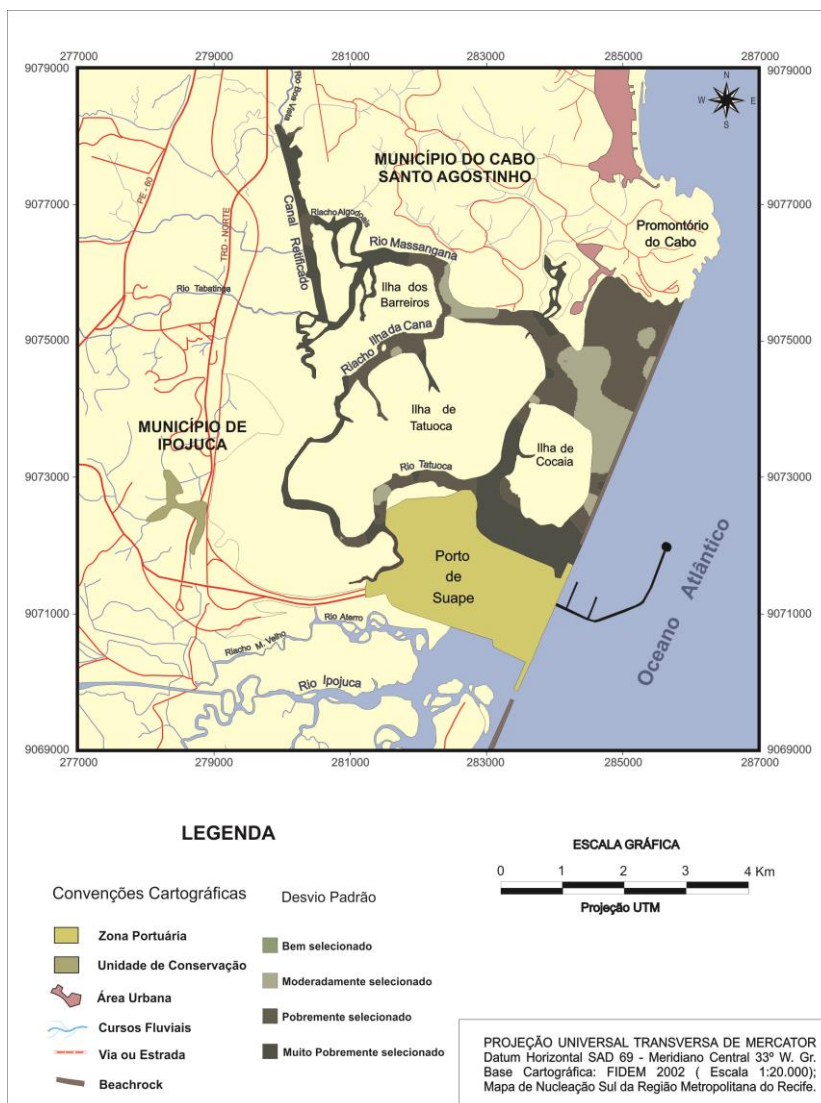 277000 279000 281000 283000 285000 287000
9079000 9079000
N
W E
S
Rio Boa Vista
MUNICÍPIO DO CABO
SANTO AGOSTINHO
PE - 60
9077000 9077000
TRD - NORTE
Canal Retificado
Riacho Algodoais
Rio Massangana
Promontório
do Cabo
Ilha dos
Barreiros
Rio Tabatinga
9075000 9075000
Riacho Ilha da Cana
Ilha de
Tatuoca
MUNICÍPIO DE
IPOJUCA
Ilha de
Cocaia
9073000 9073000
Rio Tatuoca
Porto
de
Suape
Oceano Atlântico
9071000 9071000
Rio Aterro
Riacho M. Velho
Rio Ipojuca
9069000 9069000
277000 279000 281000 283000 285000 287000
LEGENDA
ESCALA GRÁFICA
0 1 2 3 4 Km
Projeção UTM
Convenções Cartográficas
Zona Portuária
Unidade de Conservação
Área Urbana
Cursos Fluviais
Via ou Estrada
Beachrock
Desvio Padrão
Bem selecionado
Moderadamente selecionado
Pobremente selecionado
Muito Pobremente selecionado
PROJEÇÃO UNIVERSAL TRANSVERSA DE MERCATOR
Datum Horizontal SAD 69 - Meridiano Central 33º W. Gr.
Base Cartográfica: FIDEM 2002 ( Escala 1:20.000);
Mapa de Nucleação Sul da Região Metropolitana do Recife.